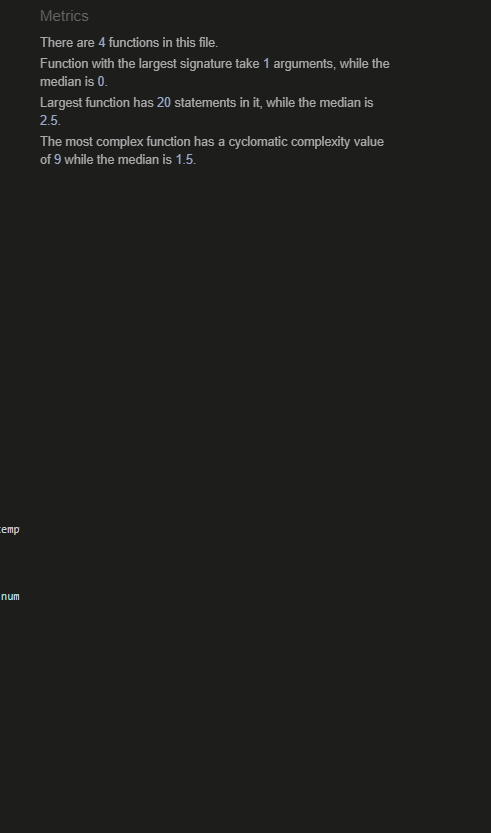 Metrics
There are 4 functions in this file.
Function with the largest signature take 1 arguments, while the
median is 0.
Largest function has 20 statements in it, while the median is
2.5.
The most complex function has a cyclomatic complexity value
of 9 while the median is 1.5.
emp
num